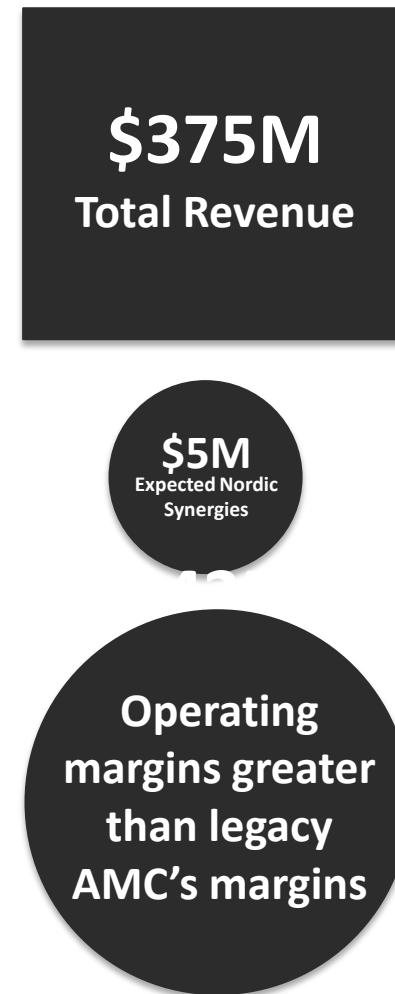 $375M
Total Revenue
$5M
Expected Nordic
Synergies
Operating
margins greater
than legacy
AMC's margins